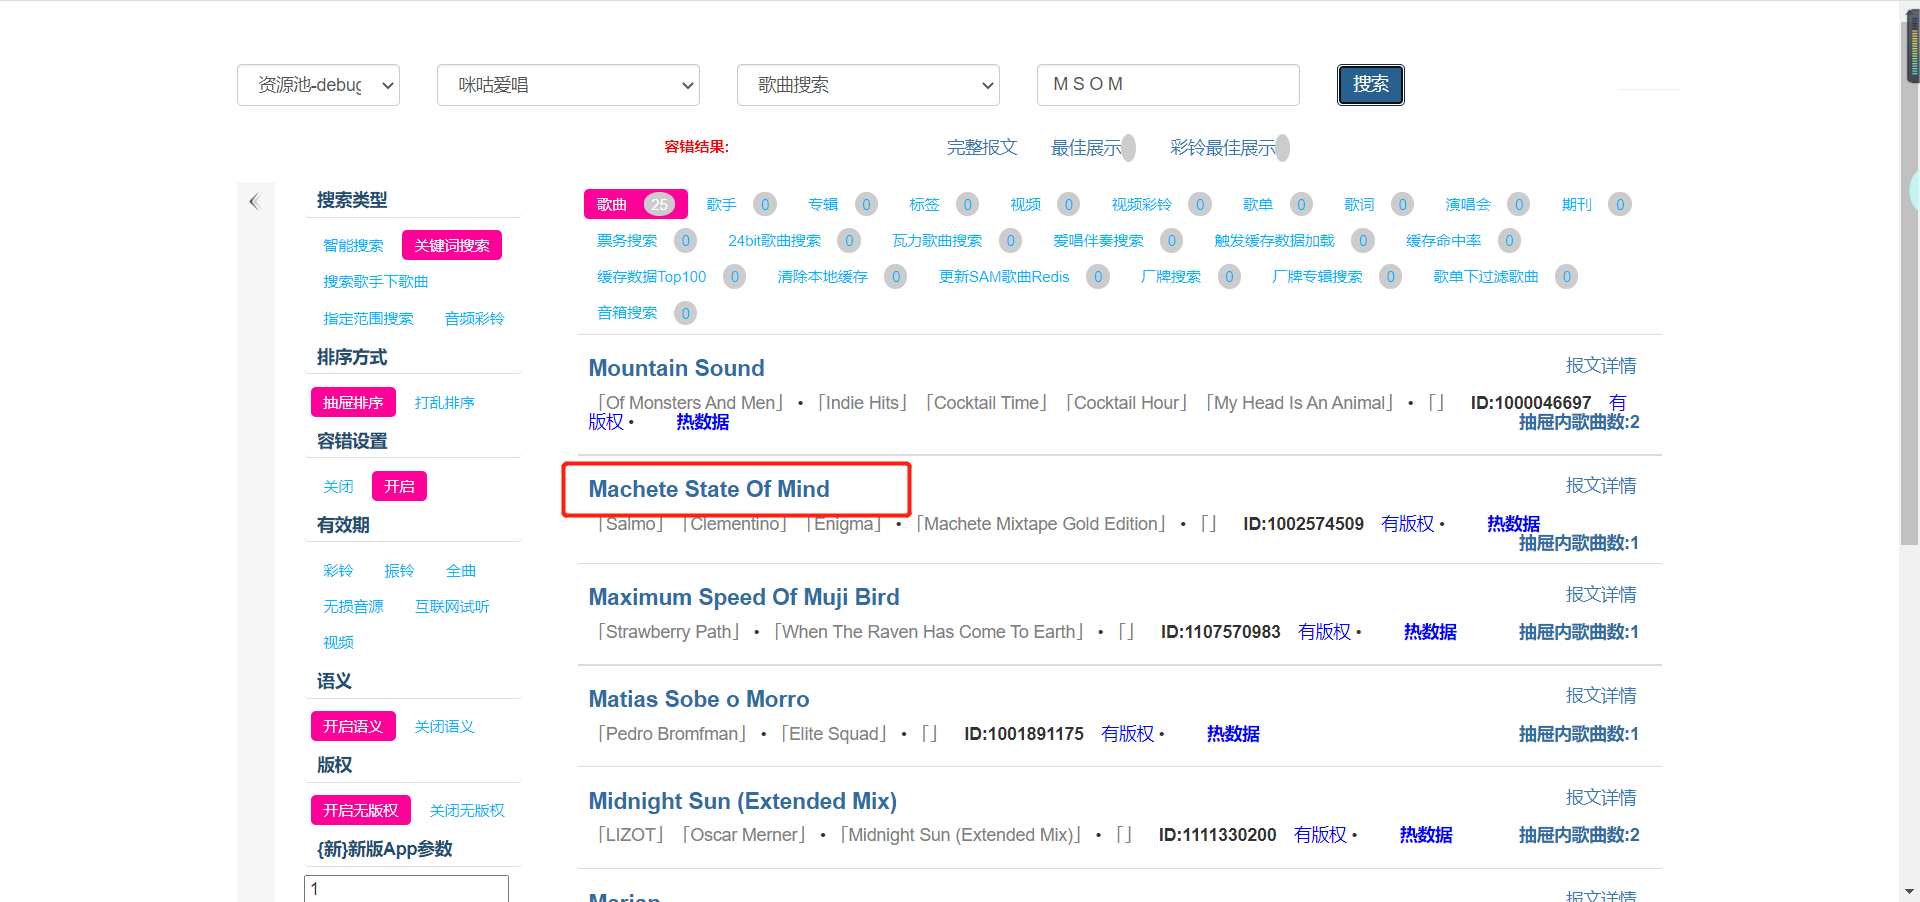 资源池-debug 咪咕爱唱 歌曲搜索 M S O M 搜索
容错结果: 完整报文 最佳展示 彩铃最佳展示
搜索类型
智能搜索 关键词搜索
搜索歌手下歌曲
指定范围搜索 音频彩铃
排序方式
抽屉排序 打乱排序
容错设置
关闭 开启
有效期
彩铃 振铃 全曲
无损音源 互联网试听
视频
语义
开启语义 关闭语义
版权
开启无版权 关闭无版权
{新}新版App参数
1
歌曲 25 歌手 0 专辑 0 标签 0 视频 0 视频彩铃 0 歌单 0 歌词 0 演唱会 0 期刊 0
票务搜索 0 24bit歌曲搜索 0 瓦力歌曲搜索 0 爱唱伴奏搜索 0 触发缓存数据加载 0 缓存命中率 0
缓存数据Top100 0 清除本地缓存 0 更新SAM歌曲Redis 0 厂牌搜索 0 厂牌专辑搜索 0 歌单下过滤歌曲 0
音箱搜索 0
Mountain Sound 报文详情
「Of Monsters And Men」 • 「Indie Hits」 「Cocktail Time」 「Cocktail Hour」 「My Head Is An Animal」 • 「」 ID:1000046697 有
版权 • 热数据 抽屉内歌曲数:2
Machete State Of Mind 报文详情
「Salmo」 「Clementino」 「Enigma」 • 「Machete Mixtape Gold Edition」 • 「」 ID:1002574509 有版权 • 热数据
抽屉内歌曲数:1
Maximum Speed Of Muji Bird 报文详情
「Strawberry Path」 • 「When The Raven Has Come To Earth」 • 「」 ID:1107570983 有版权 • 热数据 抽屉内歌曲数:1
Matias Sobe o Morro 报文详情
「Pedro Bromfman」 • 「Elite Squad」 • 「」 ID:1001891175 有版权 • 热数据 抽屉内歌曲数:1
Midnight Sun (Extended Mix) 报文详情
「LIZOT」 「Oscar Merner」 • 「Midnight Sun (Extended Mix)」 • 「」 ID:1111330200 有版权 • 热数据 抽屉内歌曲数:2
Marian 报文详情